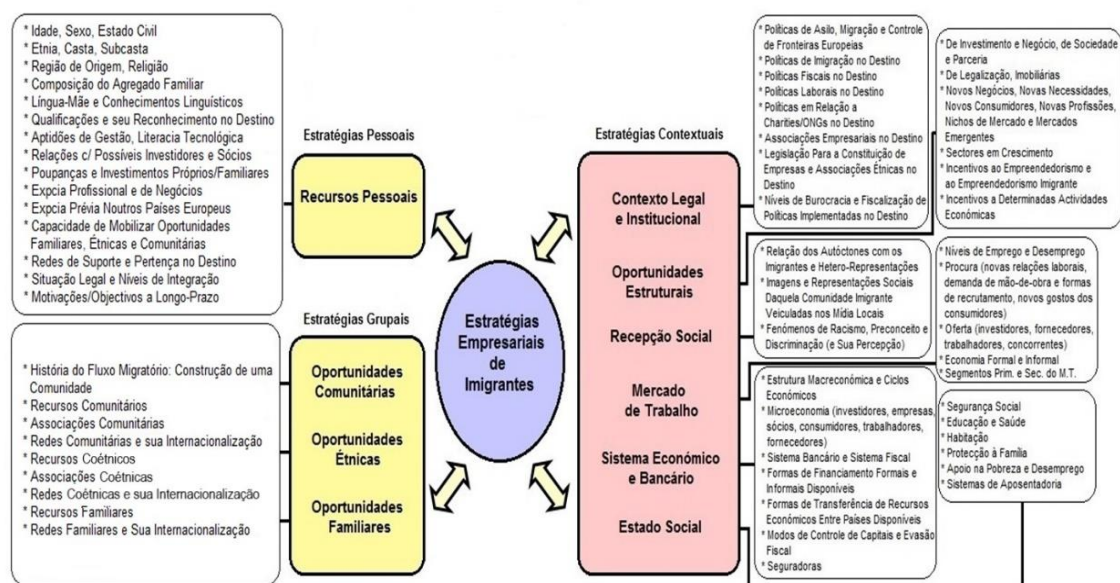 * Idade, Sexo, Estado Civil
* Etnia, Casta, Subcasta
* Região de Origem, Religião
* Composição do Agregado Familiar
* Língua-Mãe e Conhecimentos Linguísticos
* Qualificações e seu Reconhecimento no Destino
* Aptidões de Gestão, Literacia Tecnológica
* Relações c/ Possíveis Investidores e Sócios
* Poupanças e Investimentos Próprios/Familiares
* Expcia Profissional e de Negócios
* Expcia Prévia Noutros Países Europeus
* Capacidade de Mobilizar Oportunidades
Familiares, Étnicas e Comunitárias
* Redes de Suporte e Pertença no Destino
* Situação Legal e Níveis de Integração
* Motivações/Objectivos a Longo-Prazo
Estratégias Pessoais
Recursos Pessoais
* História do Fluxo Migratório: Construção de uma
Comunidade
* Recursos Comunitários
* Associações Comunitárias
* Redes Comunitárias e sua Internacionalização
* Recursos Coétnicos
* Associações Coétnicas
* Redes Coétnicas e sua Internacionalização
* Recursos Familiares
* Redes Familiares e Sua Internacionalização
Estratégias Grupais
Oportunidades
Comunitárias
Oportunidades
Étnicas
Oportunidades
Familiares
Estratégias
Empresariais
de
Imigrantes
Estratégias Contextuais
Contexto Legal
e Institucional
Oportunidades
Estruturais
Recepção Social
Mercado
de Trabalho
Sistema Económico
e Bancário
Estado Social
* Políticas de Asilo, Migração e Controle
de Fronteiras Europeias
* Políticas de Imigração no Destino
* Políticas Fiscais no Destino
* Políticas Laborais no Destino
* Políticas em Relação a
Charities/ONGs no Destino
* Associações Empresariais no Destino
* Legislação Para a Constituição de
Empresas e Associações Étnicas no
Destino
* Níveis de Burocracia e Fiscalização de
Políticas Implementadas no Destino
* De Investimento e Negócio, de Sociedade
e Parceria
* De Legalização, Imobiliárias
* Novos Negócios, Novas Necessidades,
Novos Consumidores, Novas Profissões,
Nichos de Mercado e Mercados
Emergentes
* Sectores em Crescimento
* Incentivos ao Empreendedorismo e
ao Empreendedorismo Imigrante
* Incentivos a Determinadas Actividades
Económicas
* Relação dos Autóctones com os
Imigrantes e Hetero-Representações
* Imagens e Representações Sociais
Daquela Comunidade Imigrante
Veiculadas nos Mídia Locais
* Fenómenos de Racismo, Preconceito e
Discriminação (e Sua Percepção)
* Níveis de Emprego e Desemprego
* Procura (novas relações laborais,
demanda de mão-de-obra e formas
de recrutamento, novos gostos dos
consumidores)
* Oferta (investidores, fornecedores,
trabalhadores, concorrentes)
* Economia Formal e Informal
* Segmentos Prim. e Sec. do M.T.
* Estrutura Macreconómica e Ciclos
Económicos
* Microeconomia (investidores, empresas,
sócios, consumidores, trabalhadores,
fornecedores)
* Sistema Bancário e Sistema Fiscal
* Formas de Financiamento Formais e
Informais Disponíveis
* Formas de Transferência de Recursos
Económicos Entre Países Disponíveis
* Modos de Controle de Capitais e Evasão
Fiscal
* Seguradoras
* Segurança Social
* Educação e Saúde
* Habitação
* Protecção à Família
* Apoio na Pobreza e Desemprego
* Sistemas de Aposentadoria